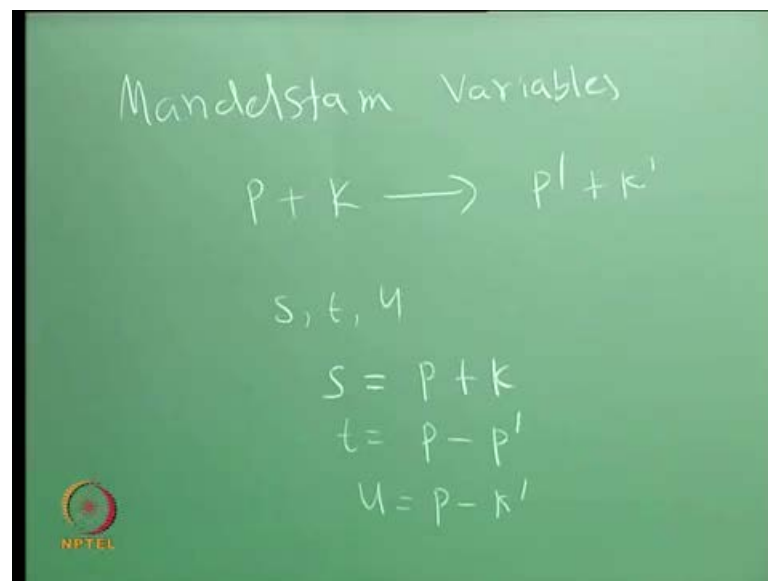 Mandelstam Variables
p + k ⟶ p' + k'
s, t, u
s = p + k
t = p - p'
u = p - k'
NPTEL